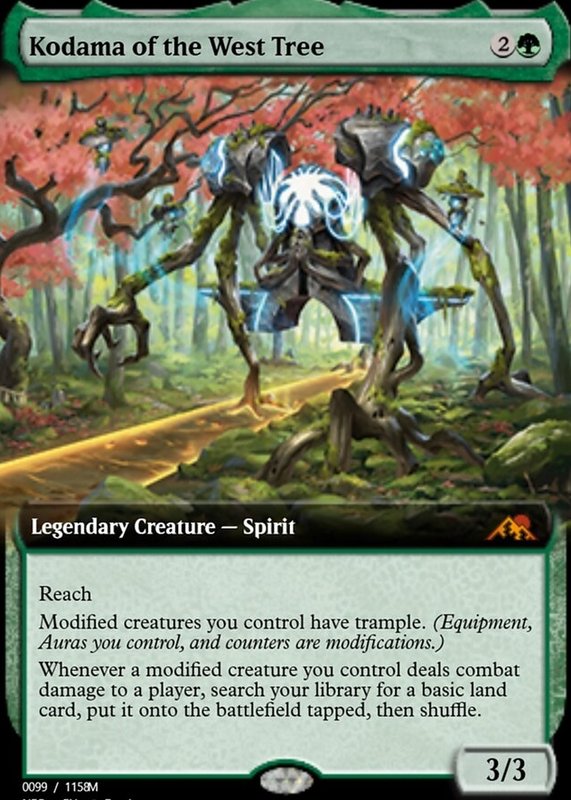 Kodama of the West Tree 2
Legendary Creature — Spirit
Reach
Modified creatures you control have trample. (Equipment,
Auras you control, and counters are modifications.)
Whenever a modified creature you control deals combat
damage to a player, search your library for a basic land
card, put it onto the battlefield tapped, then shuffle.
3/3
0099 / 1158M